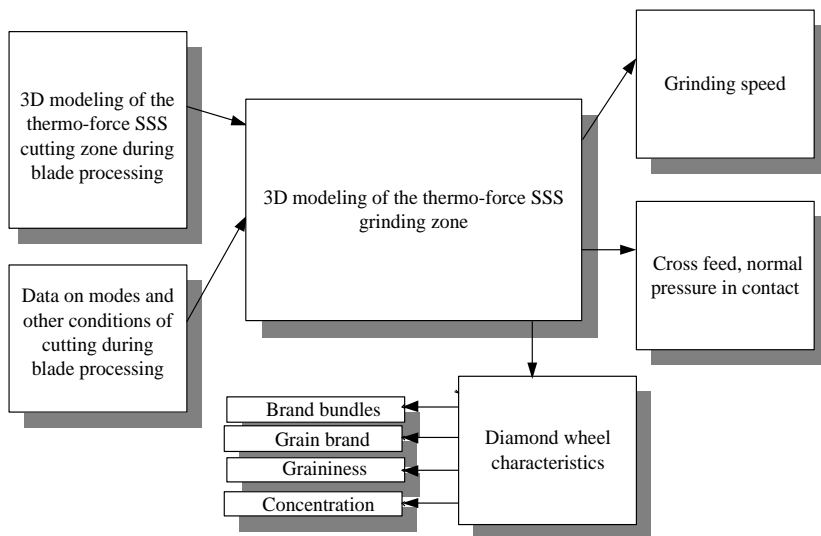 3D modeling of the
thermo-force SSS
cutting zone during
blade processing
Data on modes and
other conditions of
cutting during
blade processing
3D modeling of the thermo-force SSS
grinding zone
Grinding speed
Cross feed, normal
pressure in contact
Diamond wheel
characteristics
Brand bundles
Grain brand
Graininess
Concentration